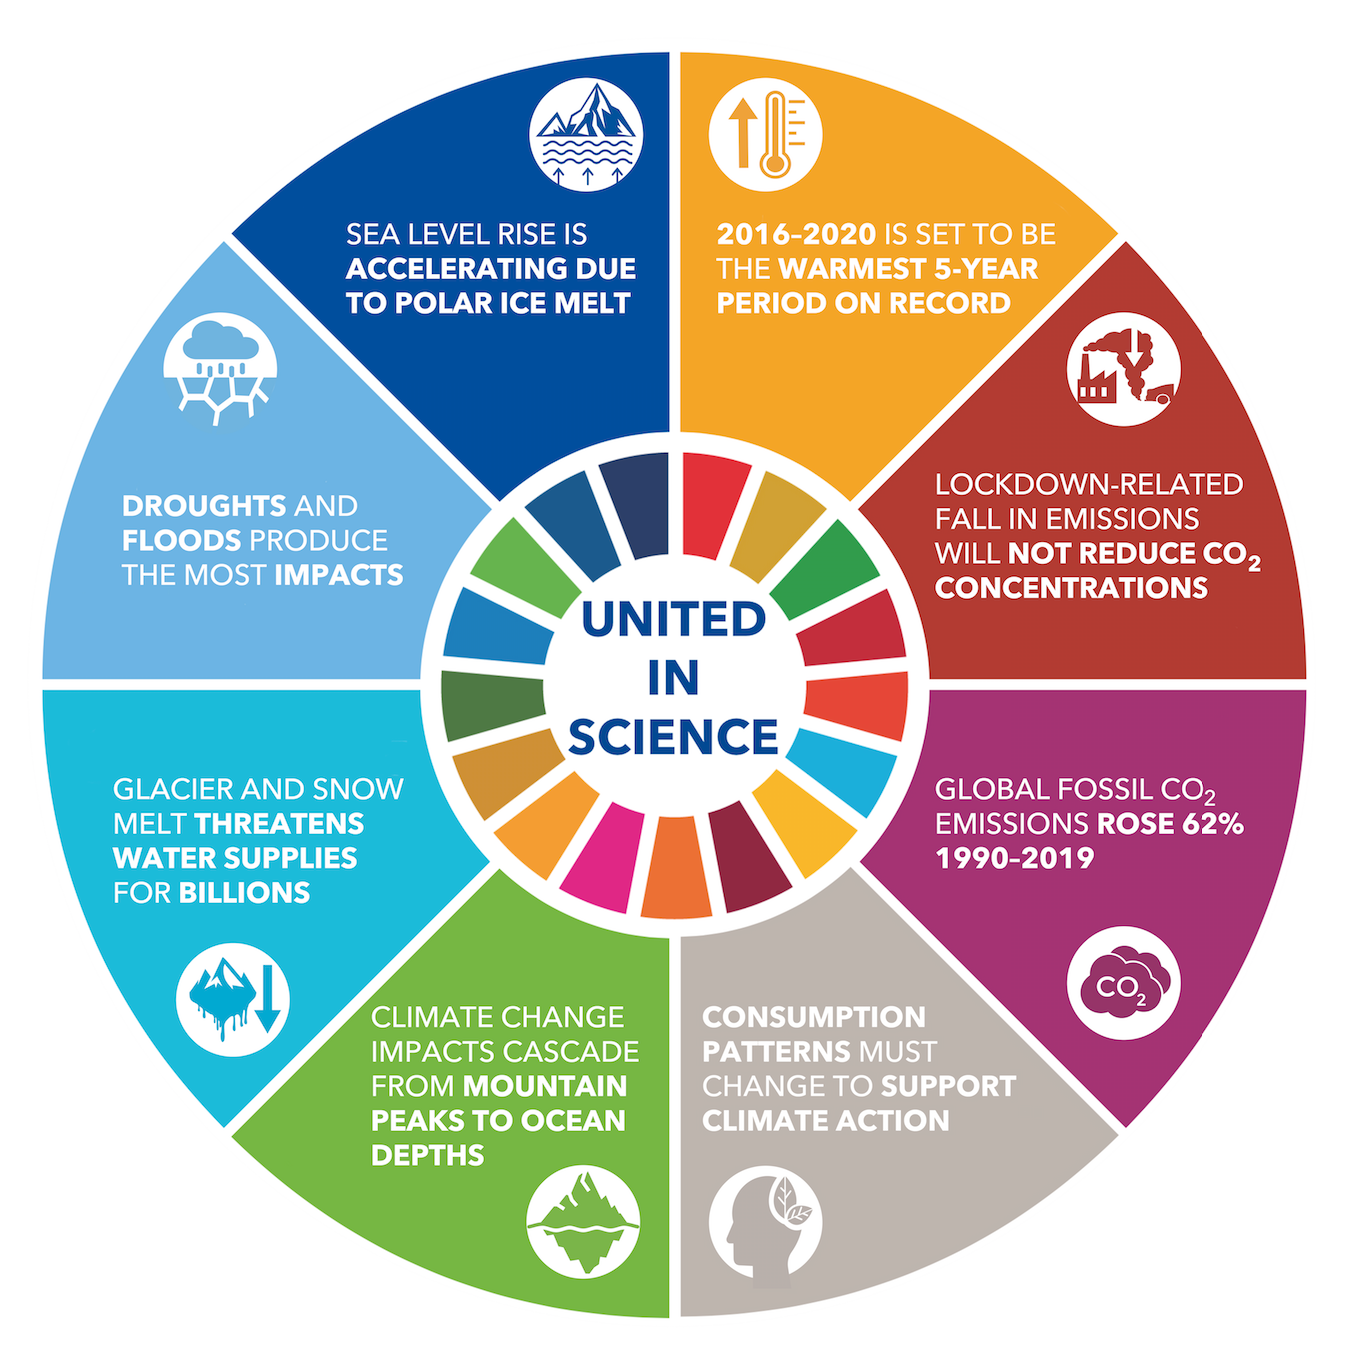 SEA LEVEL RISE IS
ACCELERATING DUE
TO POLAR ICE MELT
2016–2020 IS SET TO BE
THE WARMEST 5-YEAR
PERIOD ON RECORD
LOCKDOWN-RELATED
FALL IN EMISSIONS
WILL NOT REDUCE CO₂
CONCENTRATIONS
GLOBAL FOSSIL CO₂
EMISSIONS ROSE 62%
1990–2019
CO₂
CONSUMPTION
PATTERNS MUST
CHANGE TO SUPPORT
CLIMATE ACTION
CLIMATE CHANGE
IMPACTS CASCADE
FROM MOUNTAIN
PEAKS TO OCEAN
DEPTHS
GLACIER AND SNOW
MELT THREATENS
WATER SUPPLIES
FOR BILLIONS
DROUGHTS AND
FLOODS PRODUCE
THE MOST IMPACTS
UNITED
IN
SCIENCE